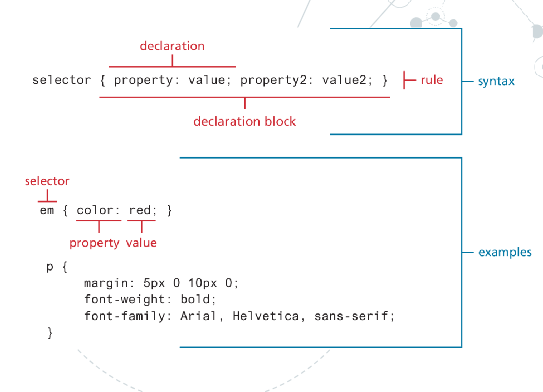 declaration
selector { property: value; property2: value2; }
rule
syntax
declaration block
selector
em { color: red; }
property value
examples
p {
margin: 5px 0 10px 0;
font-weight: bold;
font-family: Arial, Helvetica, sans-serif;
}